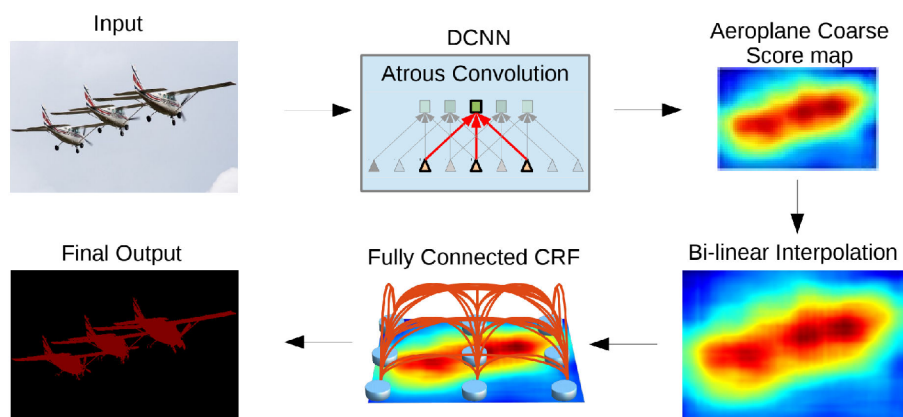 Input
DCNN
Atrous Convolution
Aeroplane Coarse
Score map
Final Output
Fully Connected CRF
Bi-linear Interpolation